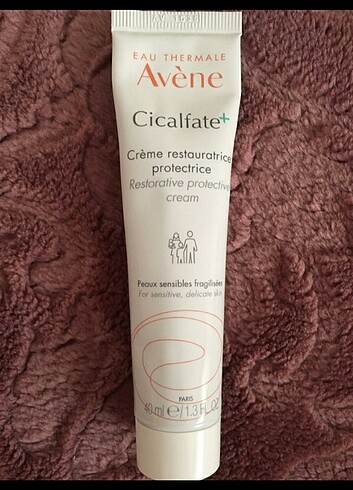 EAU THERMALE
Avène
Cicalfate+
Crème restauratrice
protectrice
Restorative protective
cream
Peaux sensibles fragilisées
For sensitive, delicate skin
PARIS
40 ml e/1.3 FL.OZ